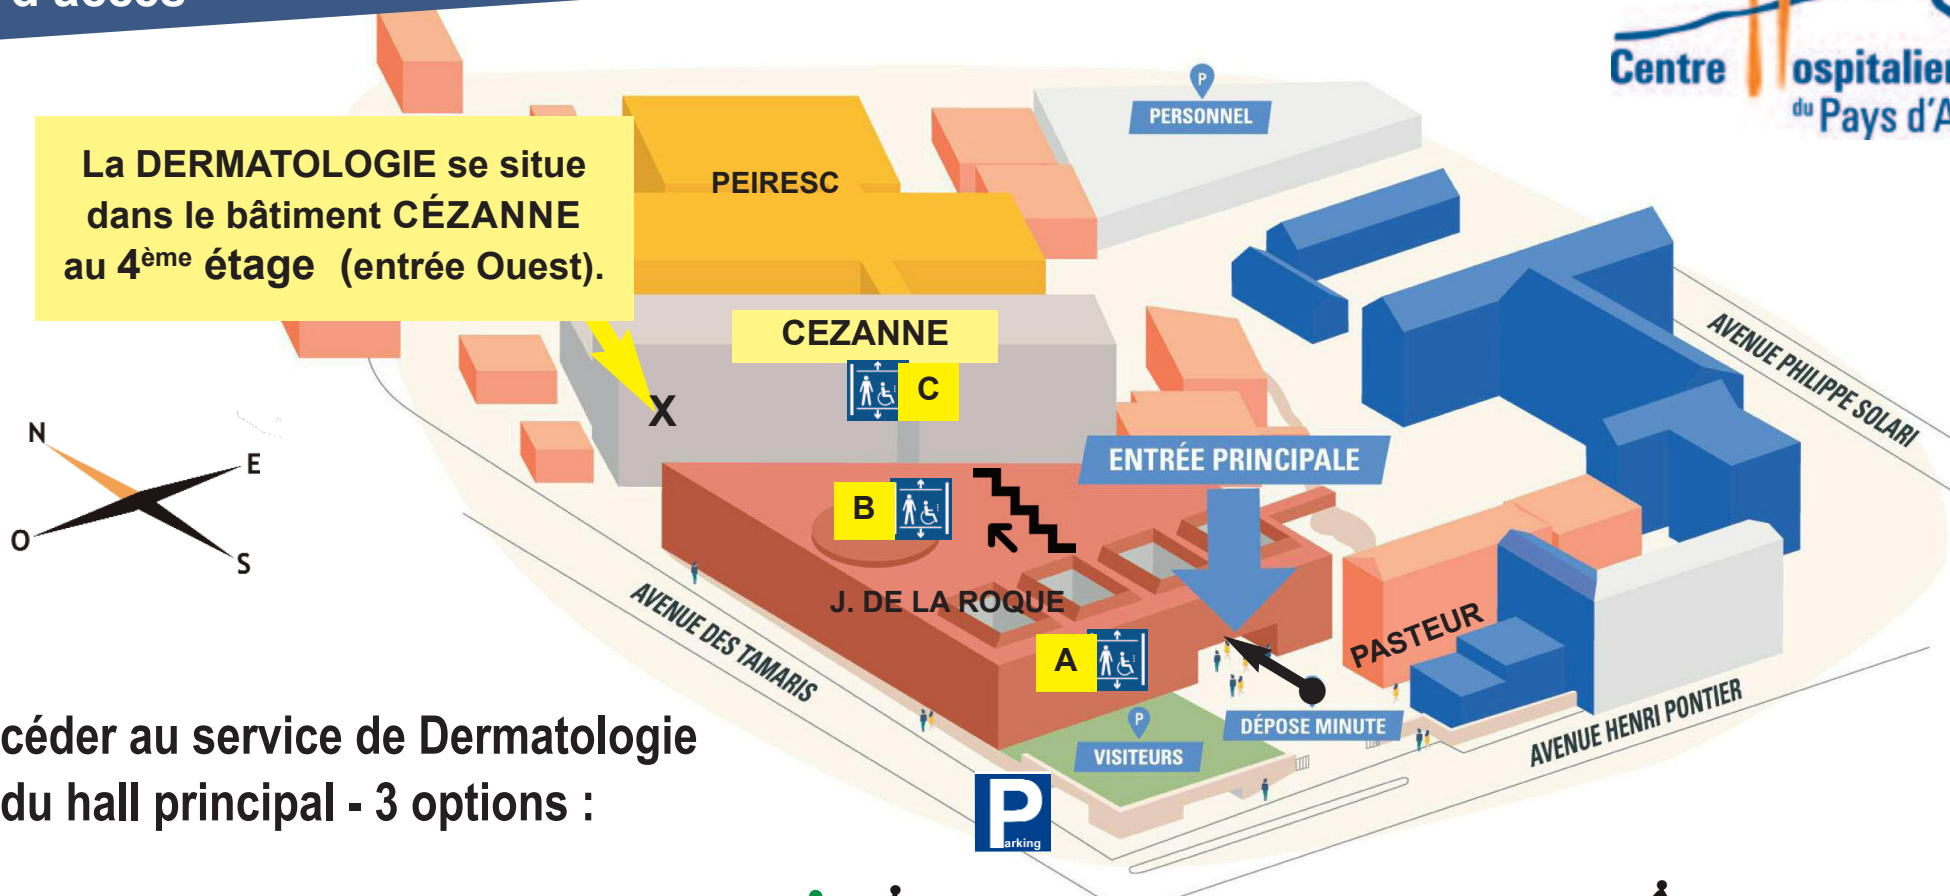 d'accès
Centre Hospitalier
du Pays d'A
P
PERSONNEL
La DERMATOLOGIE se situe
dans le bâtiment CÉZANNE
au 4ème étage (entrée Ouest).
PEIRESC
CEZANNE
C
X
N
E
O
S
AVENUE PHILIPPE SOLARI
ENTRÉE PRINCIPALE
B
J. DE LA ROQUE
AVENUE DES TAMARIS
A
PASTEUR
P
VISITEURS
DÉPOSE MINUTE
AVENUE HENRI PONTIER
céder au service de Dermatologie
du hall principal - 3 options :
P
arking